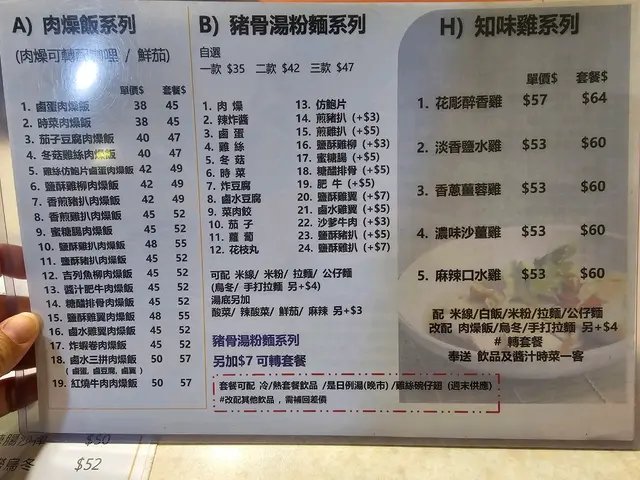 A) 肉燥飯系列
(肉燥可轉 咖哩 / 鮮茄)
單價$ 套餐$
1. 鹵蛋肉燥飯 38 45
2. 時菜肉燥飯 38 45
3. 茄子豆腐肉燥飯 40 47
4. 冬菇雞絲肉燥飯 40 47
5. 雞絲仿鮑片鹵蛋肉燥飯 42 49
6. 鹽酥雞柳肉燥飯 42 49
7. 香煎豬扒肉燥飯 42 49
8. 香煎雞扒肉燥飯 45 52
9. 蜜糖腸肉燥飯 45 52
10. 鹽酥雞扒肉燥飯 48 55
11. 鹽酥豬扒肉燥飯 45 52
12. 吉列魚柳肉燥飯 45 52
13. 醬汁肥牛肉燥飯 45 52
14. 糖醋排骨肉燥飯 45 52
15. 鹽酥雞翼肉燥飯 48 55
16. 鹵水雞翼肉燥飯 45 52
17. 炸蝦卷肉燥飯 45 52
18. 鹵水三拼肉燥飯 50 57
(鹵蛋, 鹵豆腐, 鹵翼)
19. 紅燒牛肉肉燥飯 50 57
B) 豬骨湯粉麵系列
自選
一款 $35 二款 $42 三款 $47
1. 肉 燥
2. 辣炸醬
3. 鹵 蛋
4. 雞 絲
5. 冬 菇
6. 時 菜
7. 炸豆腐
8. 鹵水豆腐
9. 菜肉餃
10. 茄 子
11. 蘿 蔔
12. 花枝丸
13. 仿鮑片
14. 煎豬扒 (+$3)
15. 煎雞扒 (+$5)
16. 鹽酥雞柳 (+$3)
17. 蜜糖腸 (+$5)
18. 糖醋排骨 (+$5)
19. 肥 牛 (+$5)
20. 鹽酥雞翼 (+$7)
21. 鹵水雞翼 (+$5)
22. 沙爹牛肉 (+$3)
23. 鹽酥豬扒 (+$5)
24. 鹽酥雞扒 (+$7)
可配 米線/ 米粉/ 拉麵/ 公仔麵
(烏冬/ 手打拉麵 另+$4)
湯底另加
酸菜/ 辣酸菜/ 鮮茄/ 麻辣 另+$3
豬骨湯粉麵系列
另加$7 可轉套餐
套餐可配 冷/熱套餐飲品 /是日例湯(晚市) /雞絲碗仔翅 (週末供應)
#改配其他飲品 , 需補回差價
H) 知味雞系列
單價$ 套餐$
1. 花彫醉香雞 $57 $64
2. 淡香鹽水雞 $53 $60
3. 香蔥薑蓉雞 $53 $60
4. 濃味沙薑雞 $53 $60
5. 麻辣口水雞 $53 $60
配 米線/白飯/米粉/拉麵/公仔麵
改配 肉燥飯/烏冬/手打拉麵 另+$4
# 轉套餐
奉送 飲品及醬汁時菜一客
$50
$52